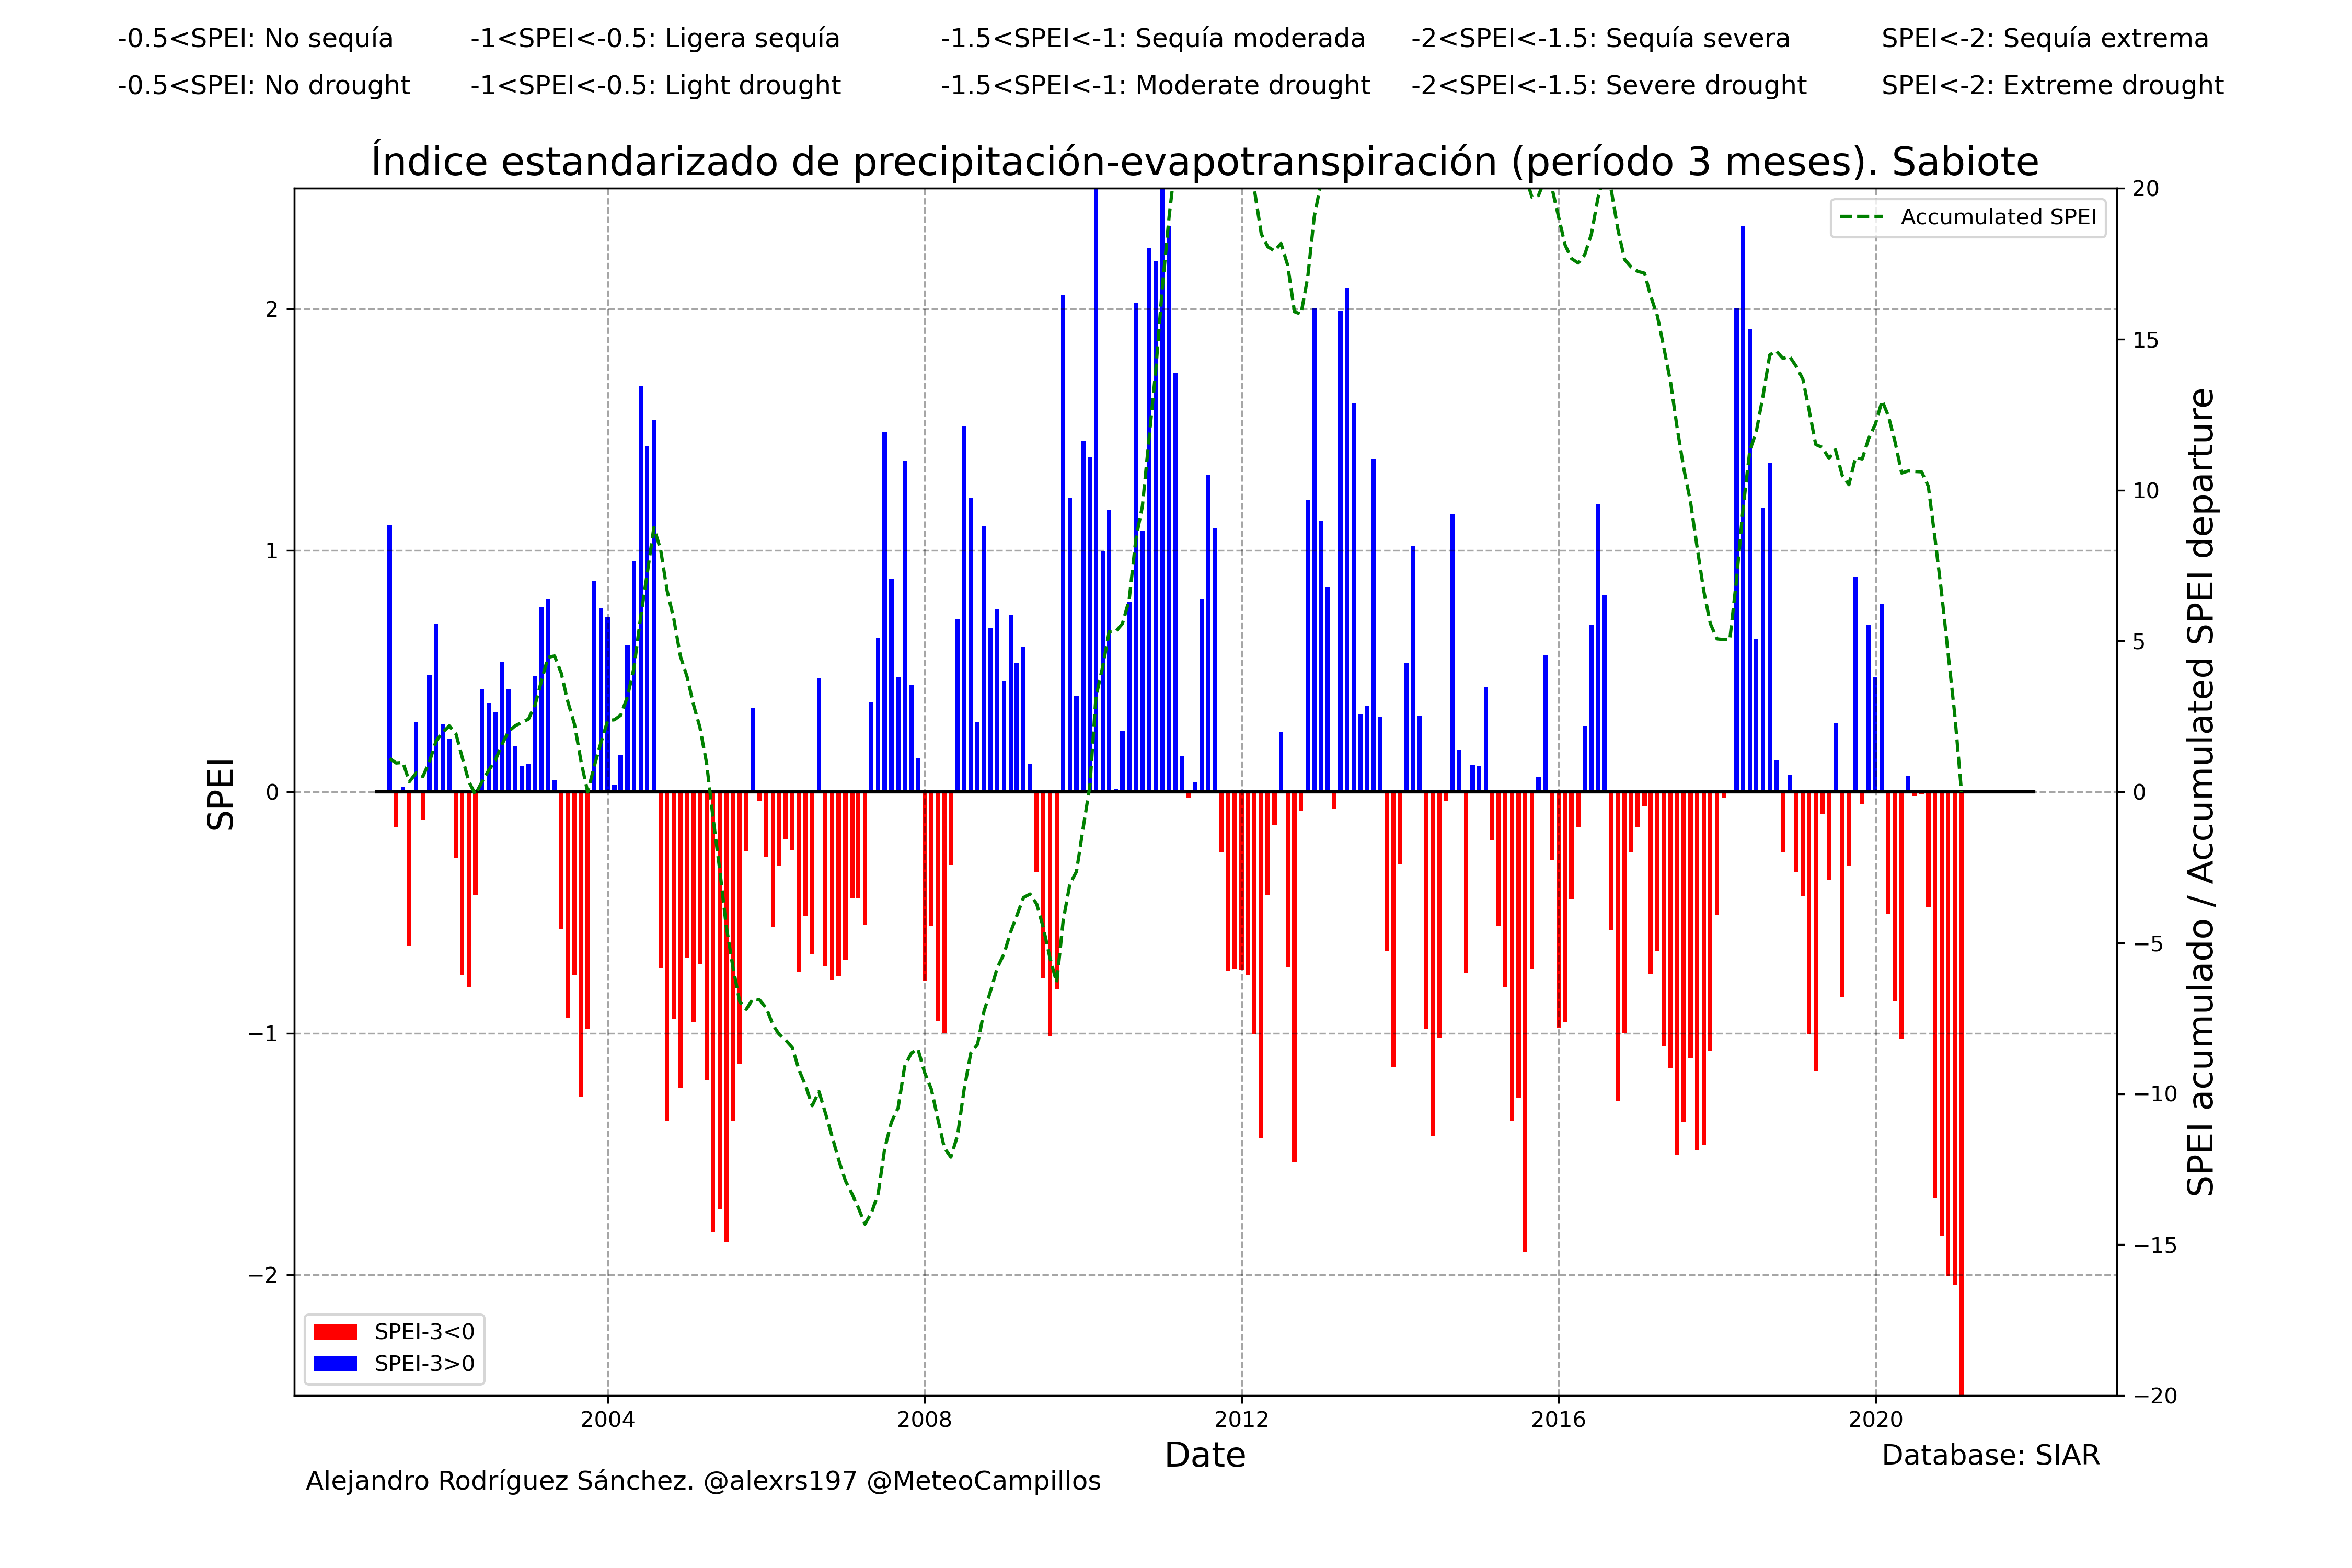 -0.5<SPEI: No sequía -1<SPEI<-0.5: Ligera sequía -1.5<SPEI<-1: Sequía moderada -2<SPEI<-1.5: Sequía severa SPEI<-2: Sequía extrema
-0.5<SPEI: No drought -1<SPEI<-0.5: Light drought -1.5<SPEI<-1: Moderate drought -2<SPEI<-1.5: Severe drought SPEI<-2: Extreme drought
Índice estandarizado de precipitación-evapotranspiración (período 3 meses). Sabiote
Accumulated SPEI
SPEI
2
1
0
−1
−2
20
15
10
5
0
−5
−10
−15
−20
SPEI acumulado / Accumulated SPEI departure
SPEI-3<0
SPEI-3>0
2004 2008 2012 2016 2020
Date
Database: SIAR
Alejandro Rodríguez Sánchez. @alexrs197 @MeteoCampillos